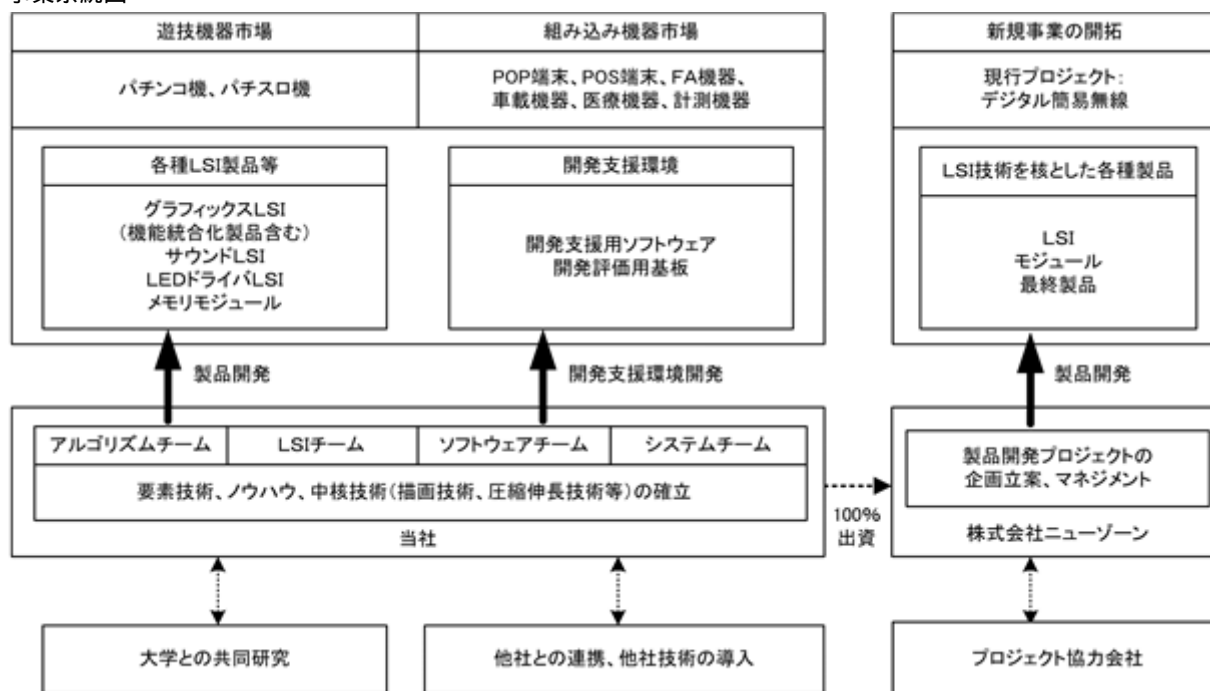 事業系統図
遊技機器市場
組み込み機器市場
新規事業の開拓
パチンコ機、パチスロ機
POP端末、POS端末、FA機器、
車載機器、医療機器、計測機器
現行プロジェクト：
デジタル簡易無線
各種LSI製品等
グラフィックスLSI
(機能統合化製品含む)
サウンドLSI
LEDドライバLSI
メモリモジュール
開発支援環境
開発支援用ソフトウェア
開発評価用基板
LSI技術を核とした各種製品
LSI
モジュール
最終製品
製品開発
開発支援環境開発
製品開発
アルゴリズムチーム
LSIチーム
ソフトウェアチーム
システムチーム
要素技術、ノウハウ、中核技術(描画技術、圧縮伸長技術等)の確立
当社
100%
出資
製品開発プロジェクトの
企画立案、マネジメント
株式会社ニューゾーン
大学との共同研究
他社との連携、他社技術の導入
プロジェクト協力会社